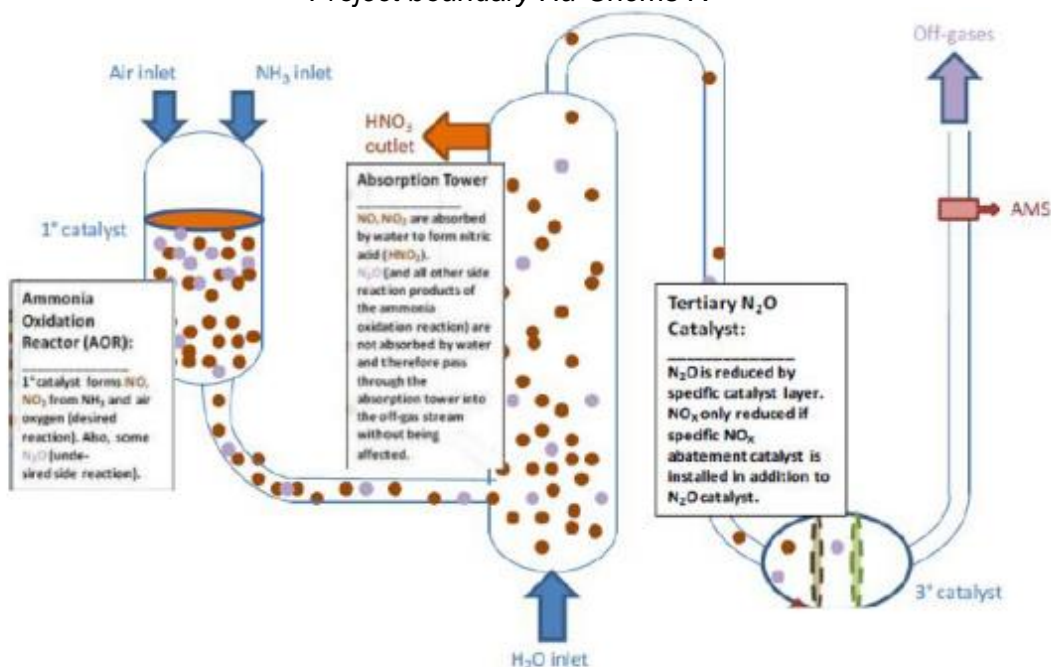 Project boundary
Off-gases
Air inlet
NH₃ inlet
HNO₃
outlet
Absorption Tower
NO, NO₂ are absorbed
by water to form nitric
acid (HNO₃).
N₂O (and all other side
reaction products of
the ammonia
oxidation reaction) are
not absorbed by water
and therefore pass
through the
absorption tower into
the off-gas stream
without being
affected.
1° catalyst
AMS
Ammonia
Oxidation
Reactor (AOR):
1° catalyst forms NO,
NO₂ from NH₃ and air
oxygen (desired
reaction). Also, some
N₂O (unde-
sired side reaction).
Tertiary N₂O
Catalyst:
N₂O is reduced by
specific catalyst layer.
NOₓ only reduced if
specific NOₓ
abatement catalyst is
installed in addition to
N₂O catalyst.
3° catalyst
H₂O inlet